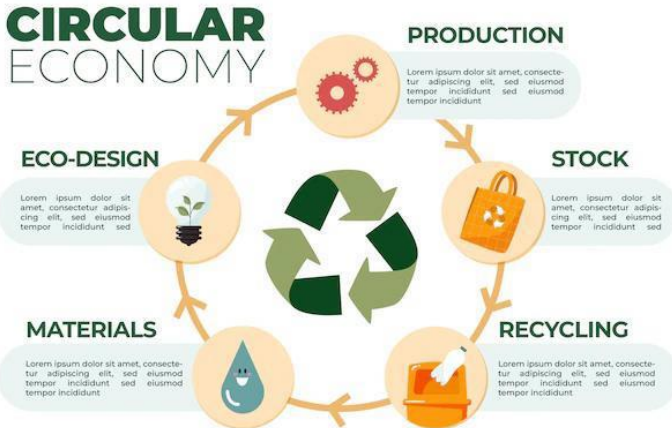 CIRCULAR
ECONOMY
PRODUCTION
Lorem ipsum dolor sit amet, consecte-
tur adipiscing elit, sed eiusmod
tempor incididunt sed eiusmod
tempor incididunt
STOCK
Lorem ipsum dolor sit
amet, consectetur adipis-
cing elit, sed eiusmod
tempor incididunt sed
RECYCLING
Lorem ipsum dolor sit amet, consecte-
tur adipiscing elit, sed eiusmod
tempor incididunt sed eiusmod
tempor incididunt
MATERIALS
Lorem ipsum dolor sit amet, consecte-
tur adipiscing elit, sed eiusmod
tempor incididunt sed eiusmod
tempor incididunt
ECO-DESIGN
Lorem ipsum dolor sit
amet, consectetur adipis-
cing elit, sed eiusmod
tempor incididunt sed